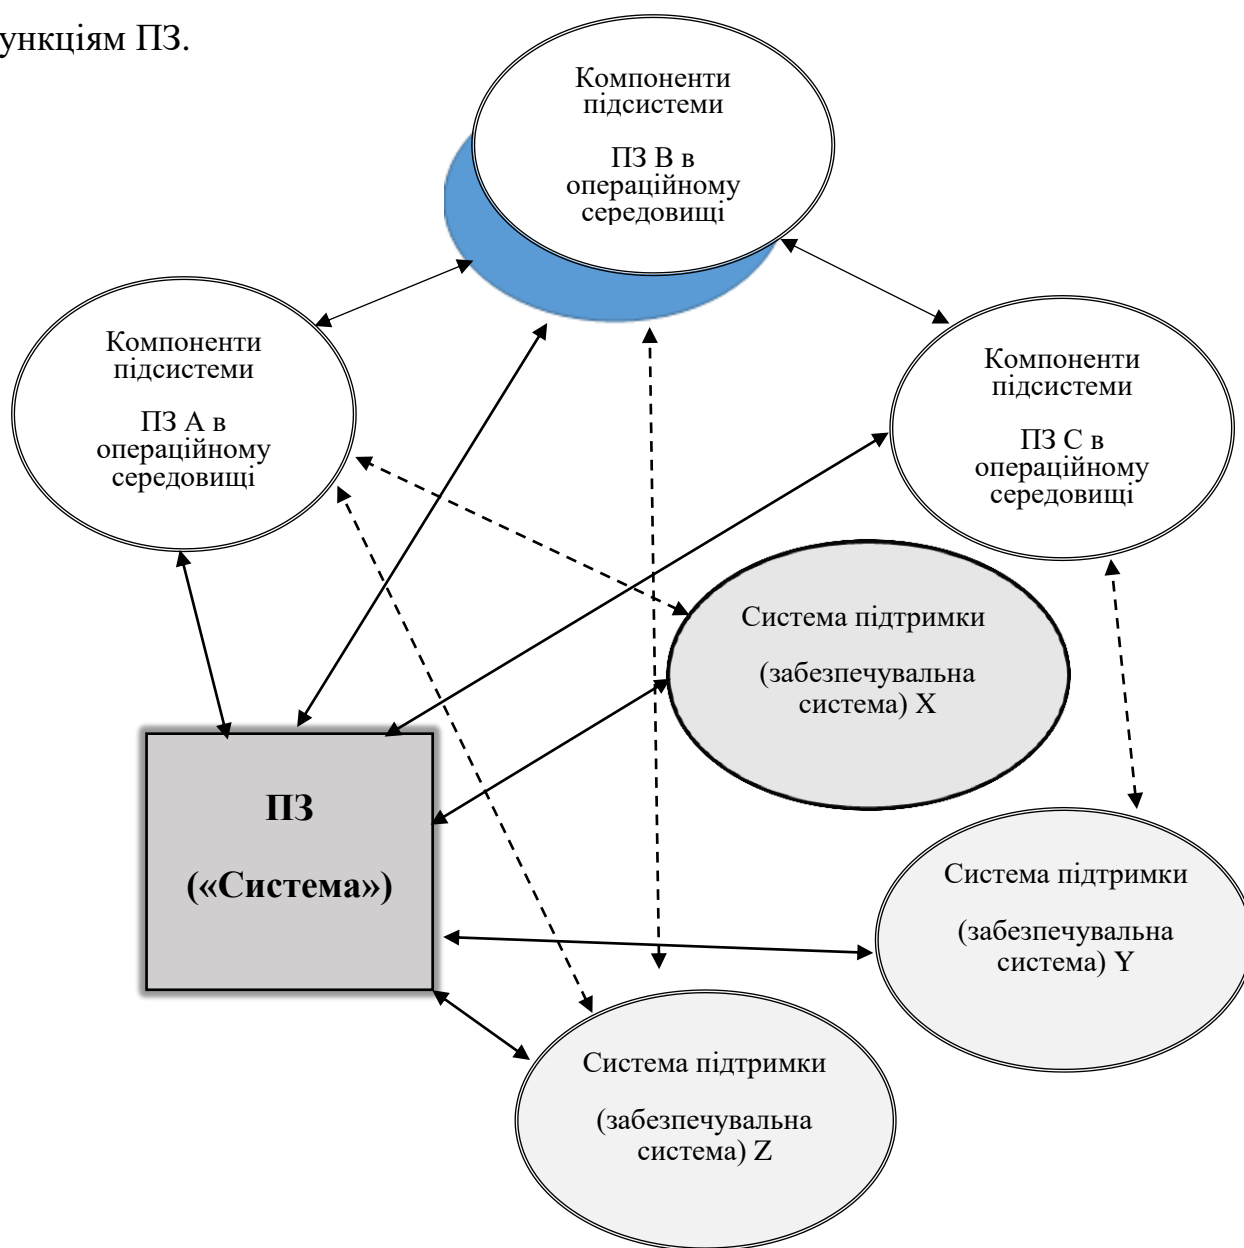 ункціям ПЗ.
Компоненти
підсистеми
ПЗ В в
операційному
середовищі
Компоненти
підсистеми
ПЗ А в
операційному
середовищі
Компоненти
підсистеми
ПЗ С в
операційному
середовищі
Система підтримки
(забезпечувальна
система) X
ПЗ
(«Система»)
Система підтримки
(забезпечувальна
система) Y
Система підтримки
(забезпечувальна
система) Z